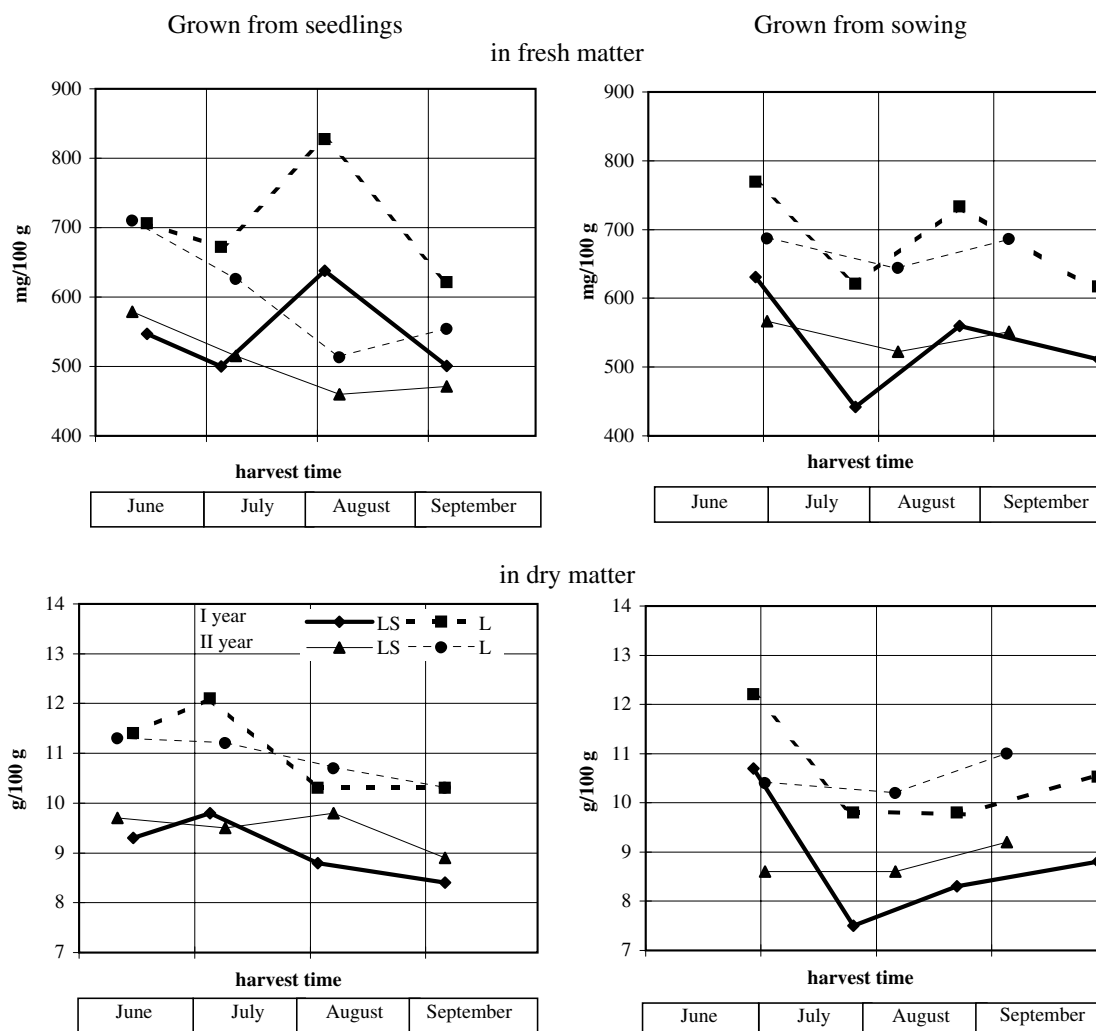 Grown from seedlings
Grown from sowing
in fresh matter
900
800
700
600
500
400
mg/100 g
harvest time
June July August September
900
800
700
600
500
400
mg/100 g
harvest time
June July August September
in dry matter
14
13
12
11
10
9
8
7
g/100 g
I year LS L
II year LS L
harvest time
June July August September
14
13
12
11
10
9
8
7
g/100 g
harvest time
June July August September